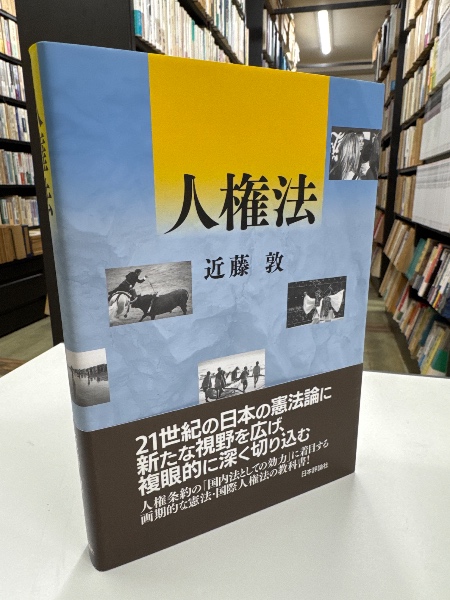 人権法
近藤 敦
21世紀の日本の憲法論に
新たな視野を広げ、
複眼的に深く切り込む
人権条約の「国内法としての効力」に着目する
画期的な憲法・国際人権法の教科書!
日本評論社